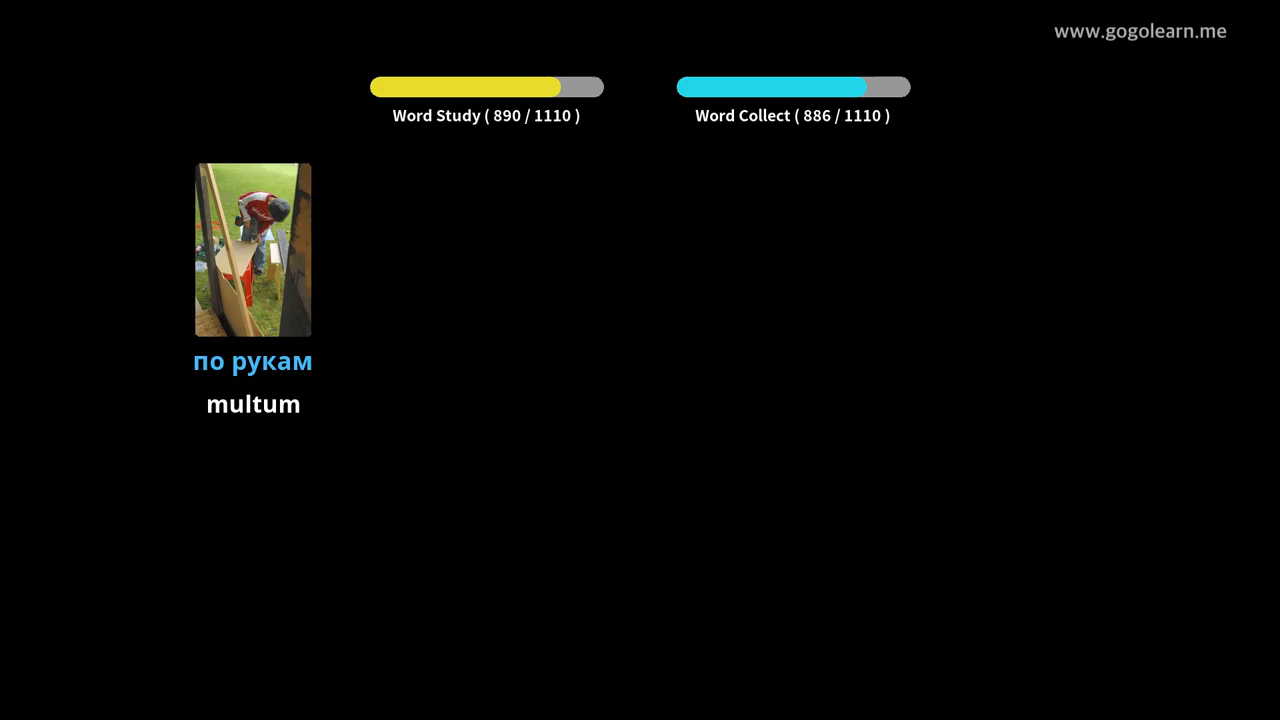 www.gogolearn.me
Word Study ( 890 / 1110 )
Word Collect ( 886 / 1110 )
по рукам
multum